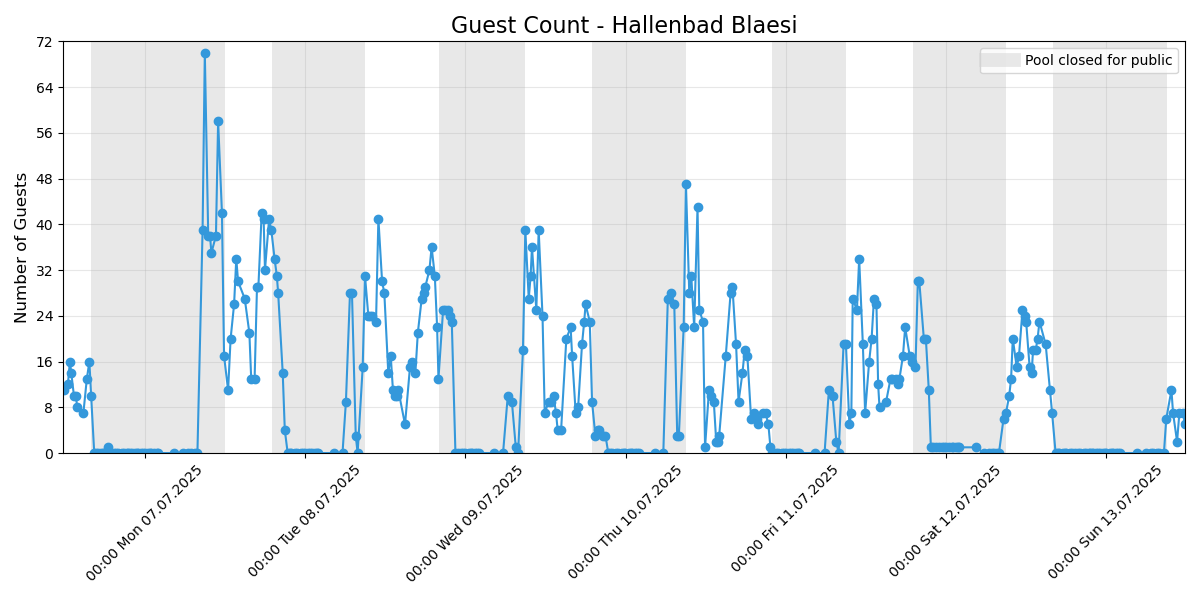 Guest Count - Hallenbad Blaesi
Pool closed for public
Number of Guests
72
64
56
48
40
32
24
16
8
0
00:00 Mon 07.07.2025
00:00 Tue 08.07.2025
00:00 Wed 09.07.2025
00:00 Thu 10.07.2025
00:00 Fri 11.07.2025
00:00 Sat 12.07.2025
00:00 Sun 13.07.2025